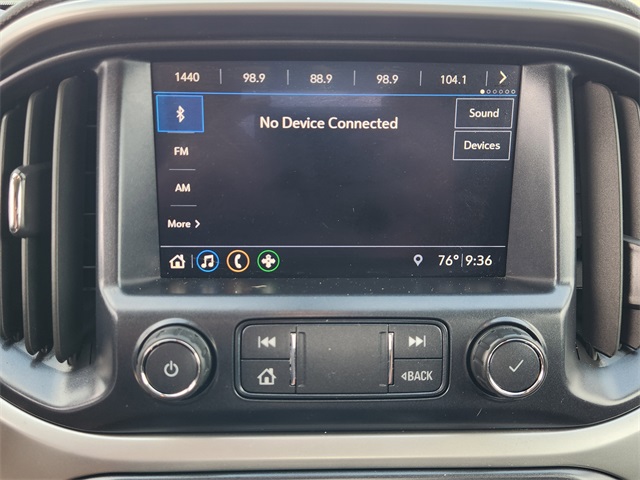 1440 98.9 88.9 98.9 104.1
No Device Connected
Sound
FM
Devices
AM
More
76° 9:36
BACK